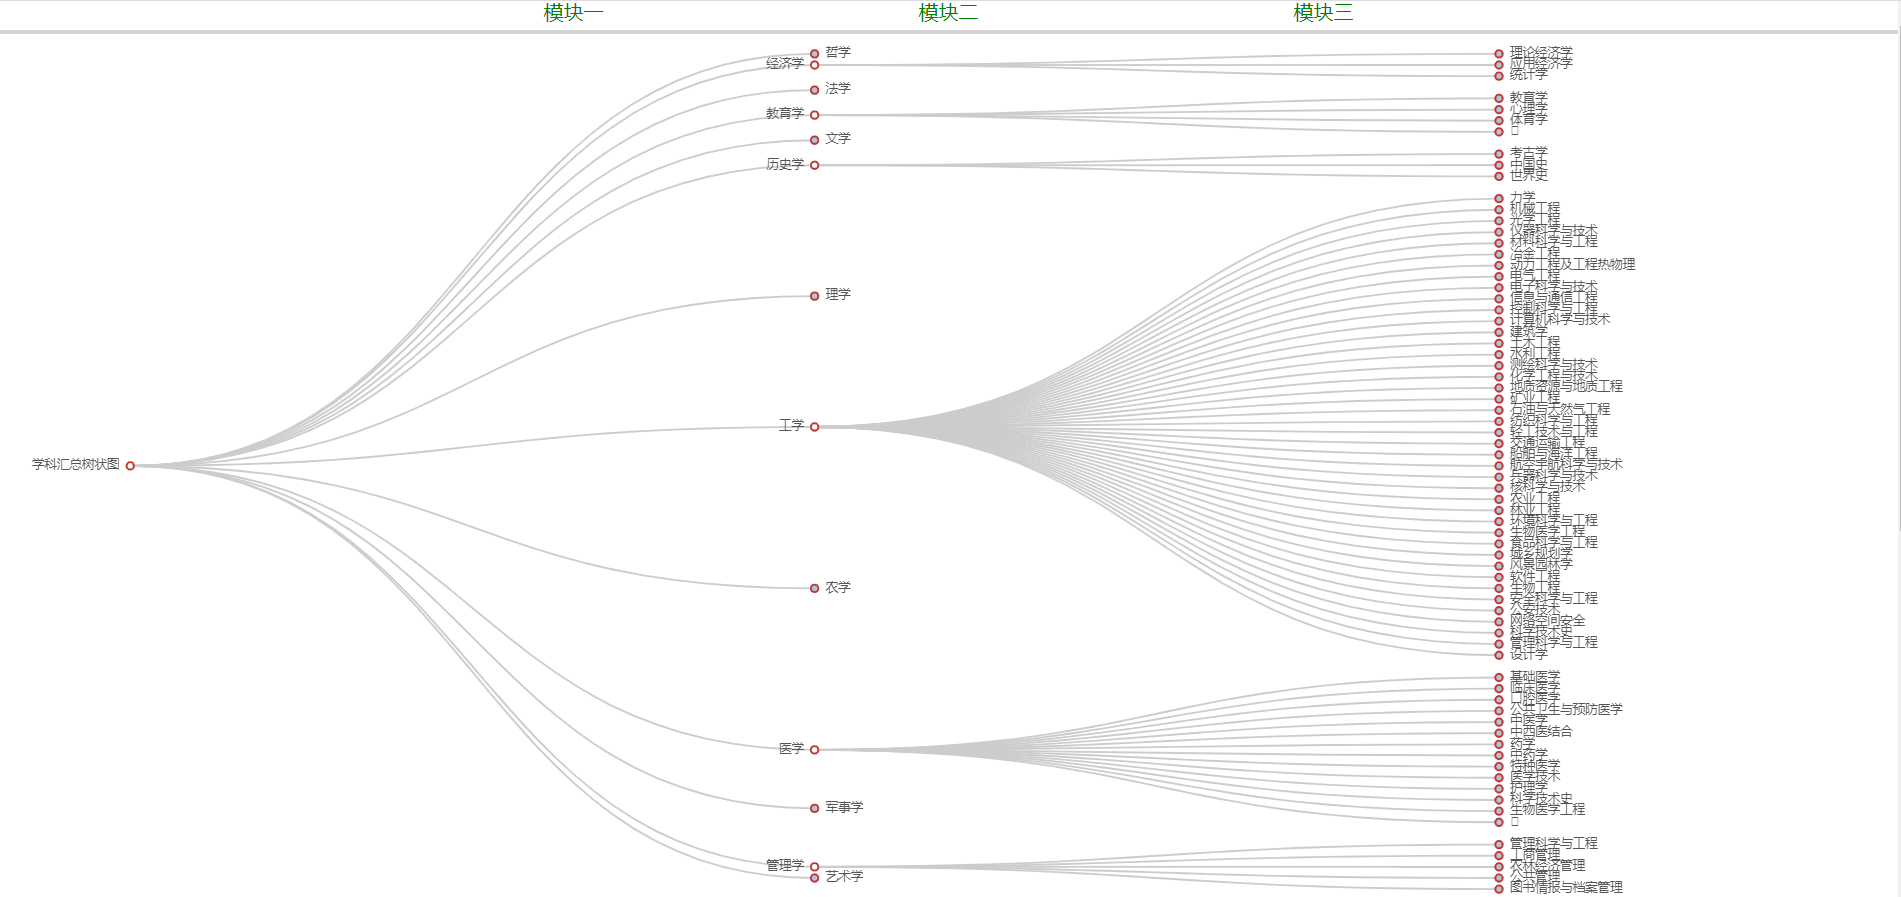 模块一 模块二 模块三
学科汇总树状图
哲学
经济学
法学
教育学
文学
历史学
理学
工学
农学
医学
军事学
管理学
艺术学
理论经济学
应用经济学
统计学
教育学
心理学
体育学
考古学
中国史
世界史
力学
机械工程
光学工程
仪器科学与技术
材料科学与工程
冶金工程
动力工程及工程热物理
电气工程
电子科学与技术
信息与通信工程
控制科学与工程
计算机科学与技术
建筑学
土木工程
水利工程
测绘科学与技术
化学工程与技术
地质资源与地质工程
矿业工程
石油与天然气工程
纺织科学与工程
轻工技术与工程
交通运输工程
船舶与海洋工程
航空宇航科学与技术
兵器科学与技术
核科学与技术
农业工程
林业工程
环境科学与工程
生物医学工程
食品科学与工程
城乡规划学
风景园林学
软件工程
生物工程
安全科学与工程
公安技术
网络空间安全
科学技术史
管理科学与工程
设计学
基础医学
临床医学
口腔医学
公共卫生与预防医学
中医学
中西医结合
药学
中药学
特种医学
医学技术
护理学
科学技术史
生物医学工程
管理科学与工程
工商管理
农林经济管理
公共管理
图书情报与档案管理